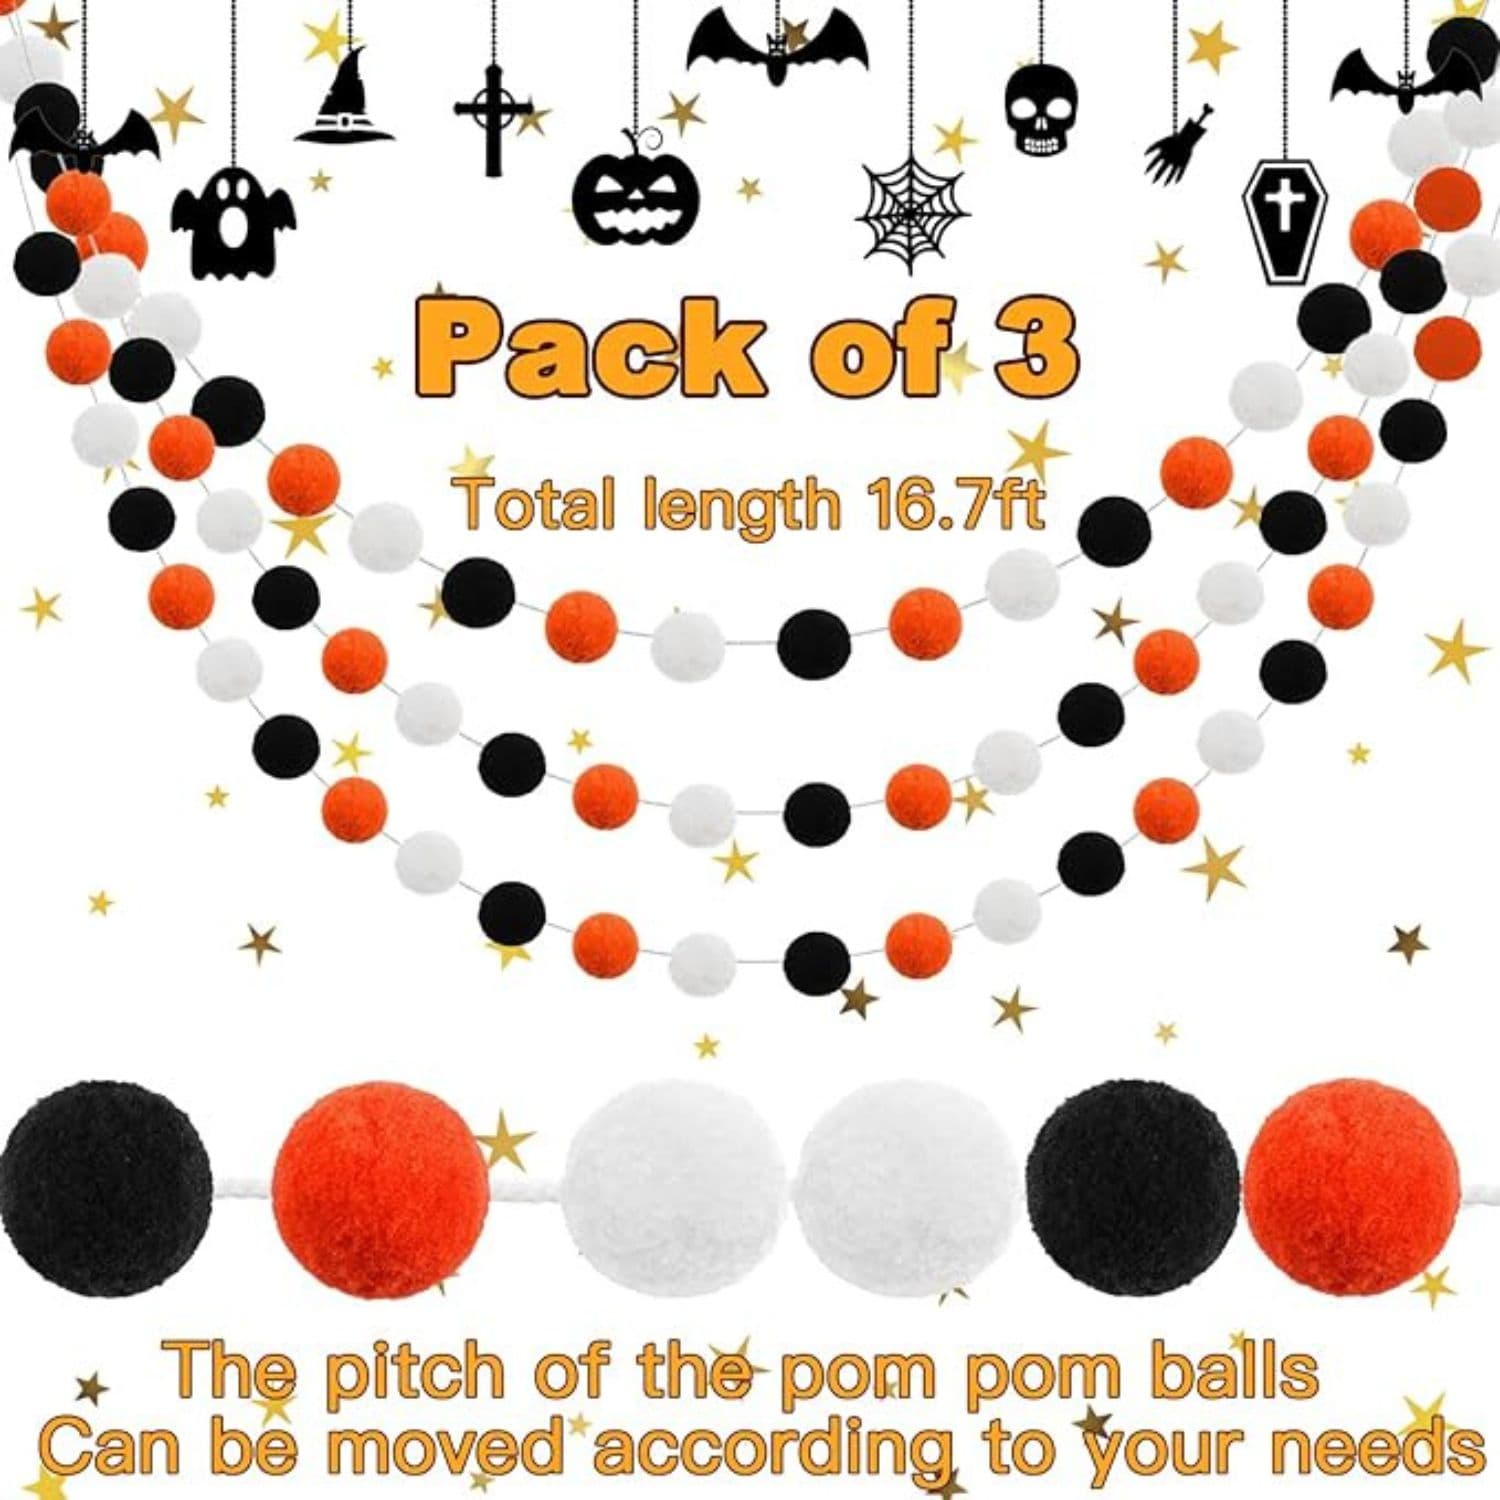 Pack of 3
Total length 16.7ft
The pitch of the pom pom balls
Can be moved according to your needs